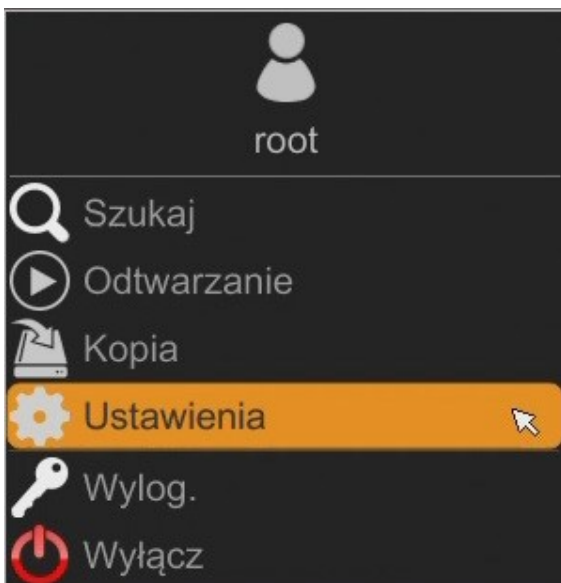 root
Szukaj
Odtwarzanie
Kopia
Ustawienia
Wylog.
Wyłącz